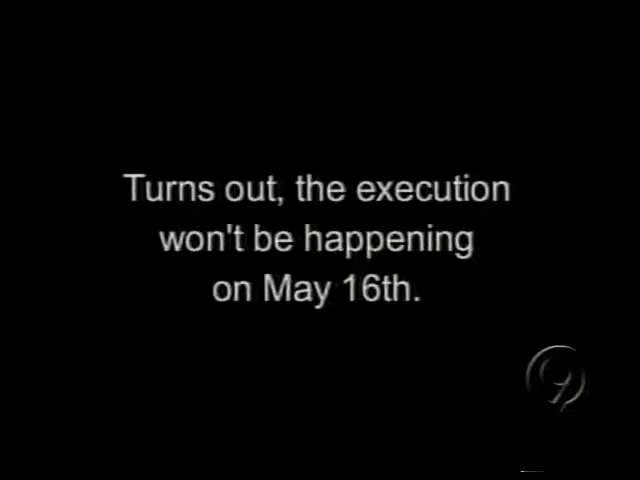 Turns out, the execution
won't be happening
on May 16th.